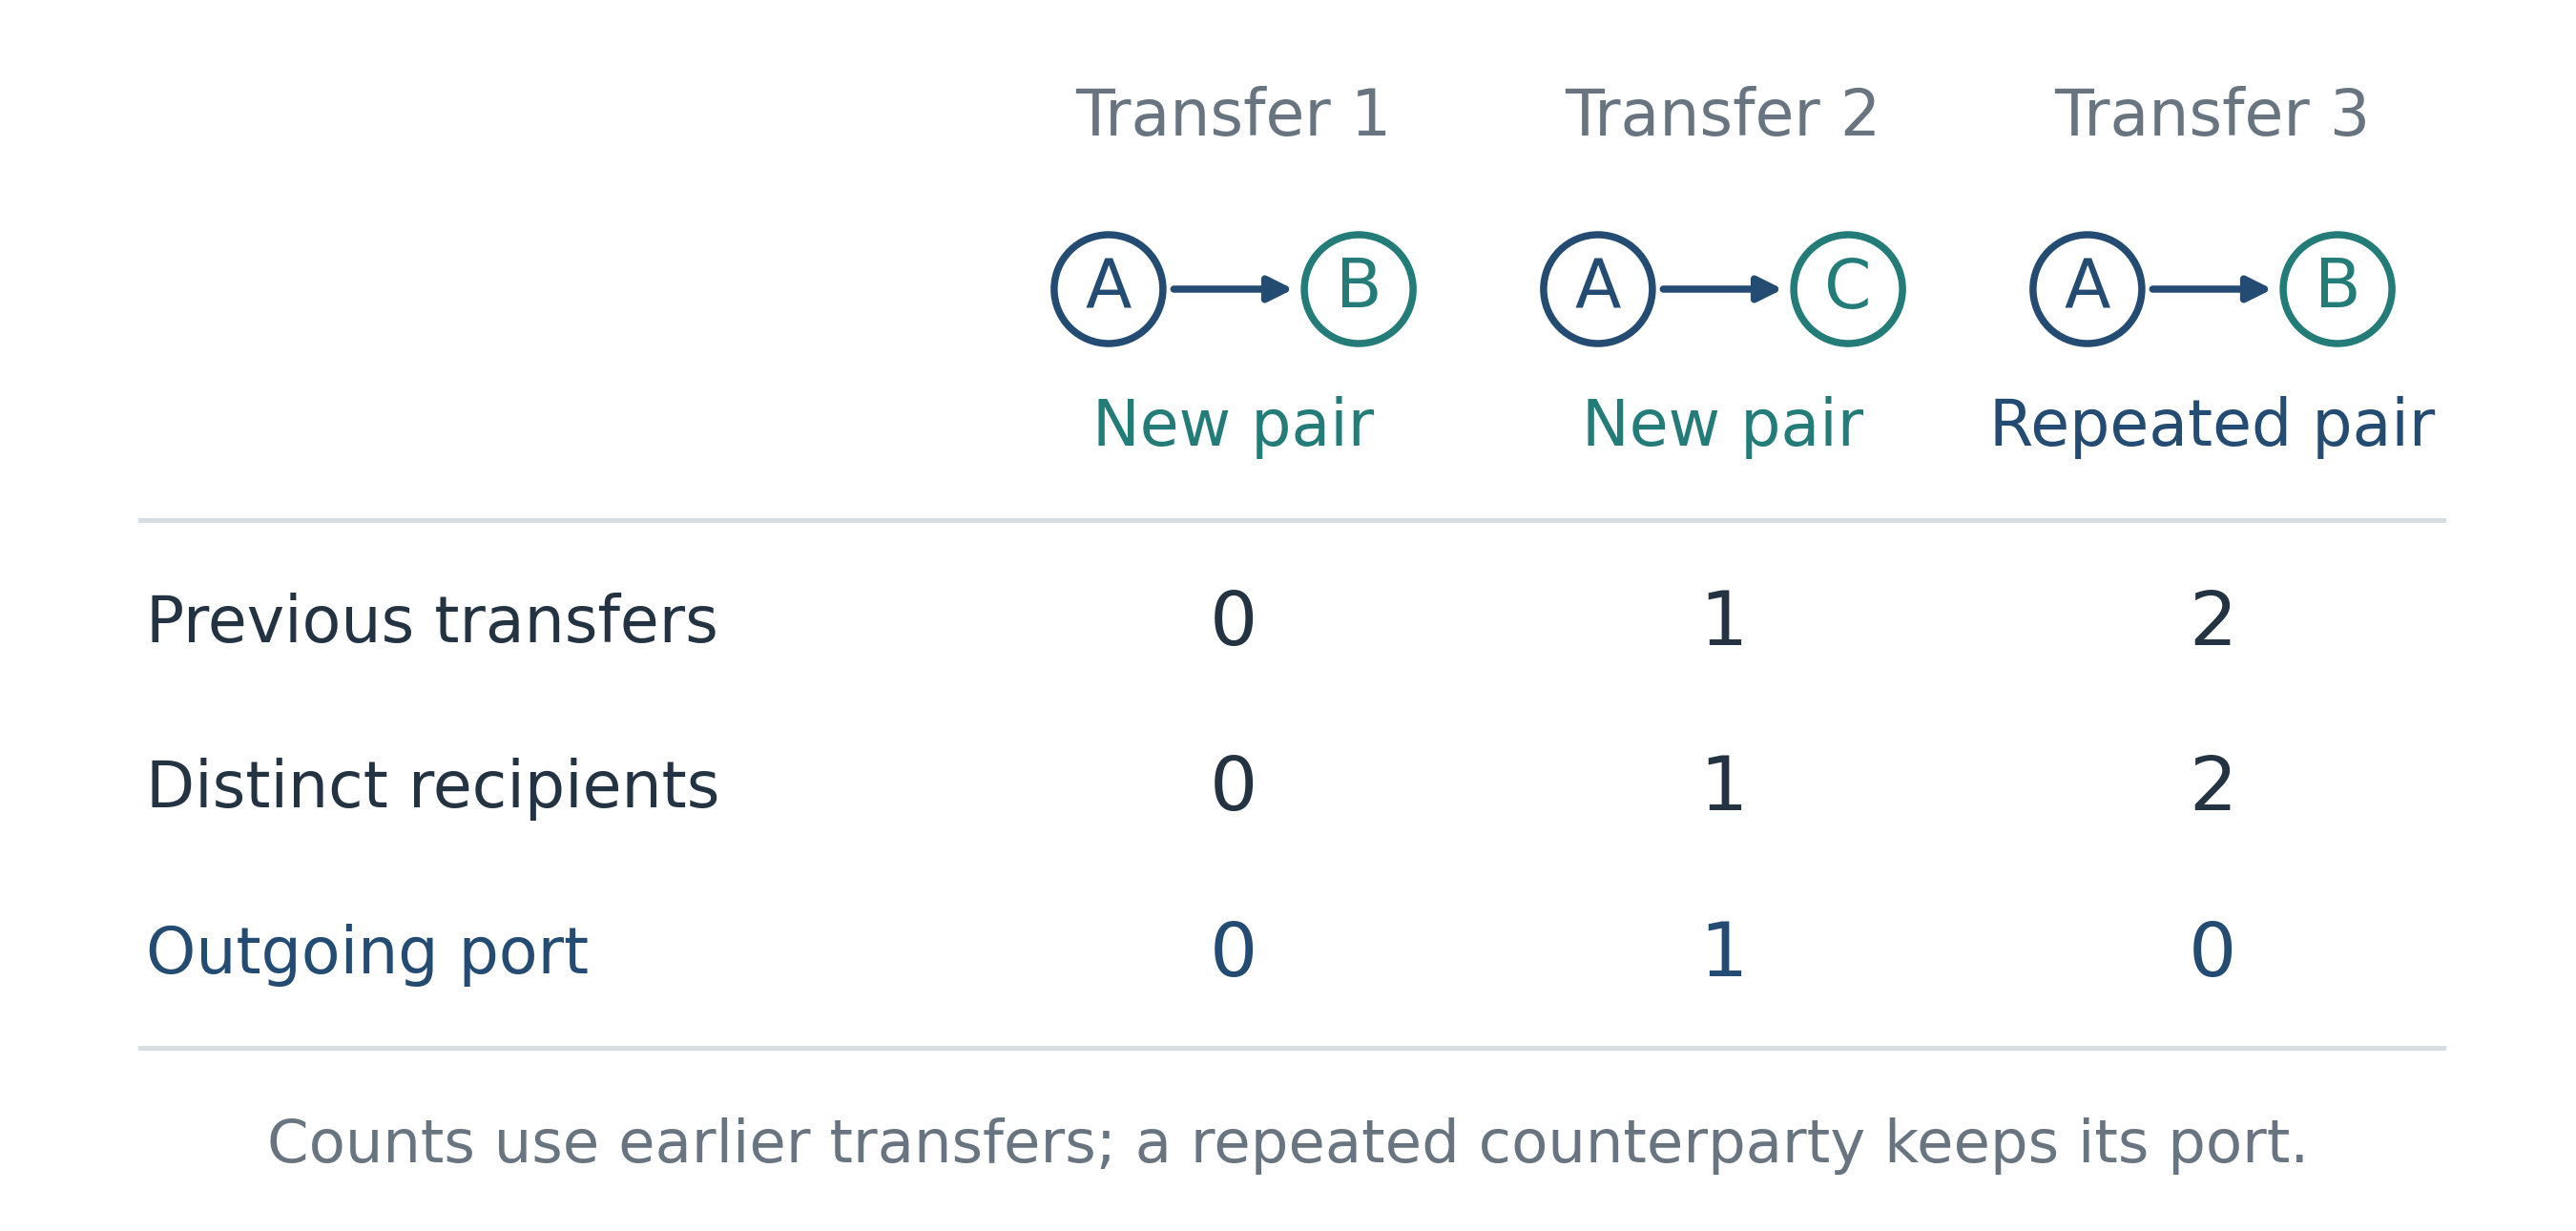 Transfer 1 Transfer 2 Transfer 3
A B A C A B
New pair New pair Repeated pair
Previous transfers 0 1 2
Distinct recipients 0 1 2
Outgoing port 0 1 0
Counts use earlier transfers; a repeated counterparty keeps its port.